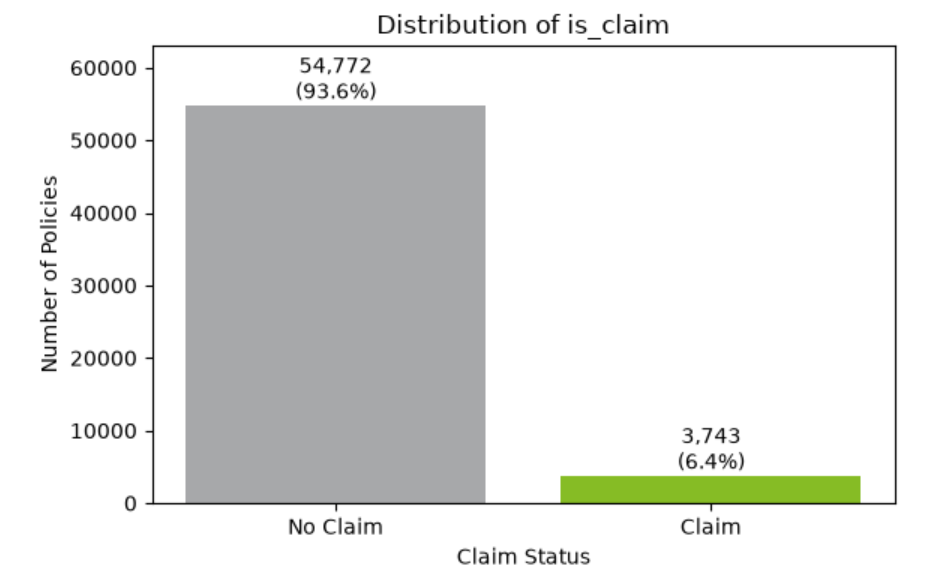 Distribution of is_claim
Number of Policies
60000
50000
40000
30000
20000
10000
0
54,772
(93.6%)
3,743
(6.4%)
No Claim
Claim
Claim Status